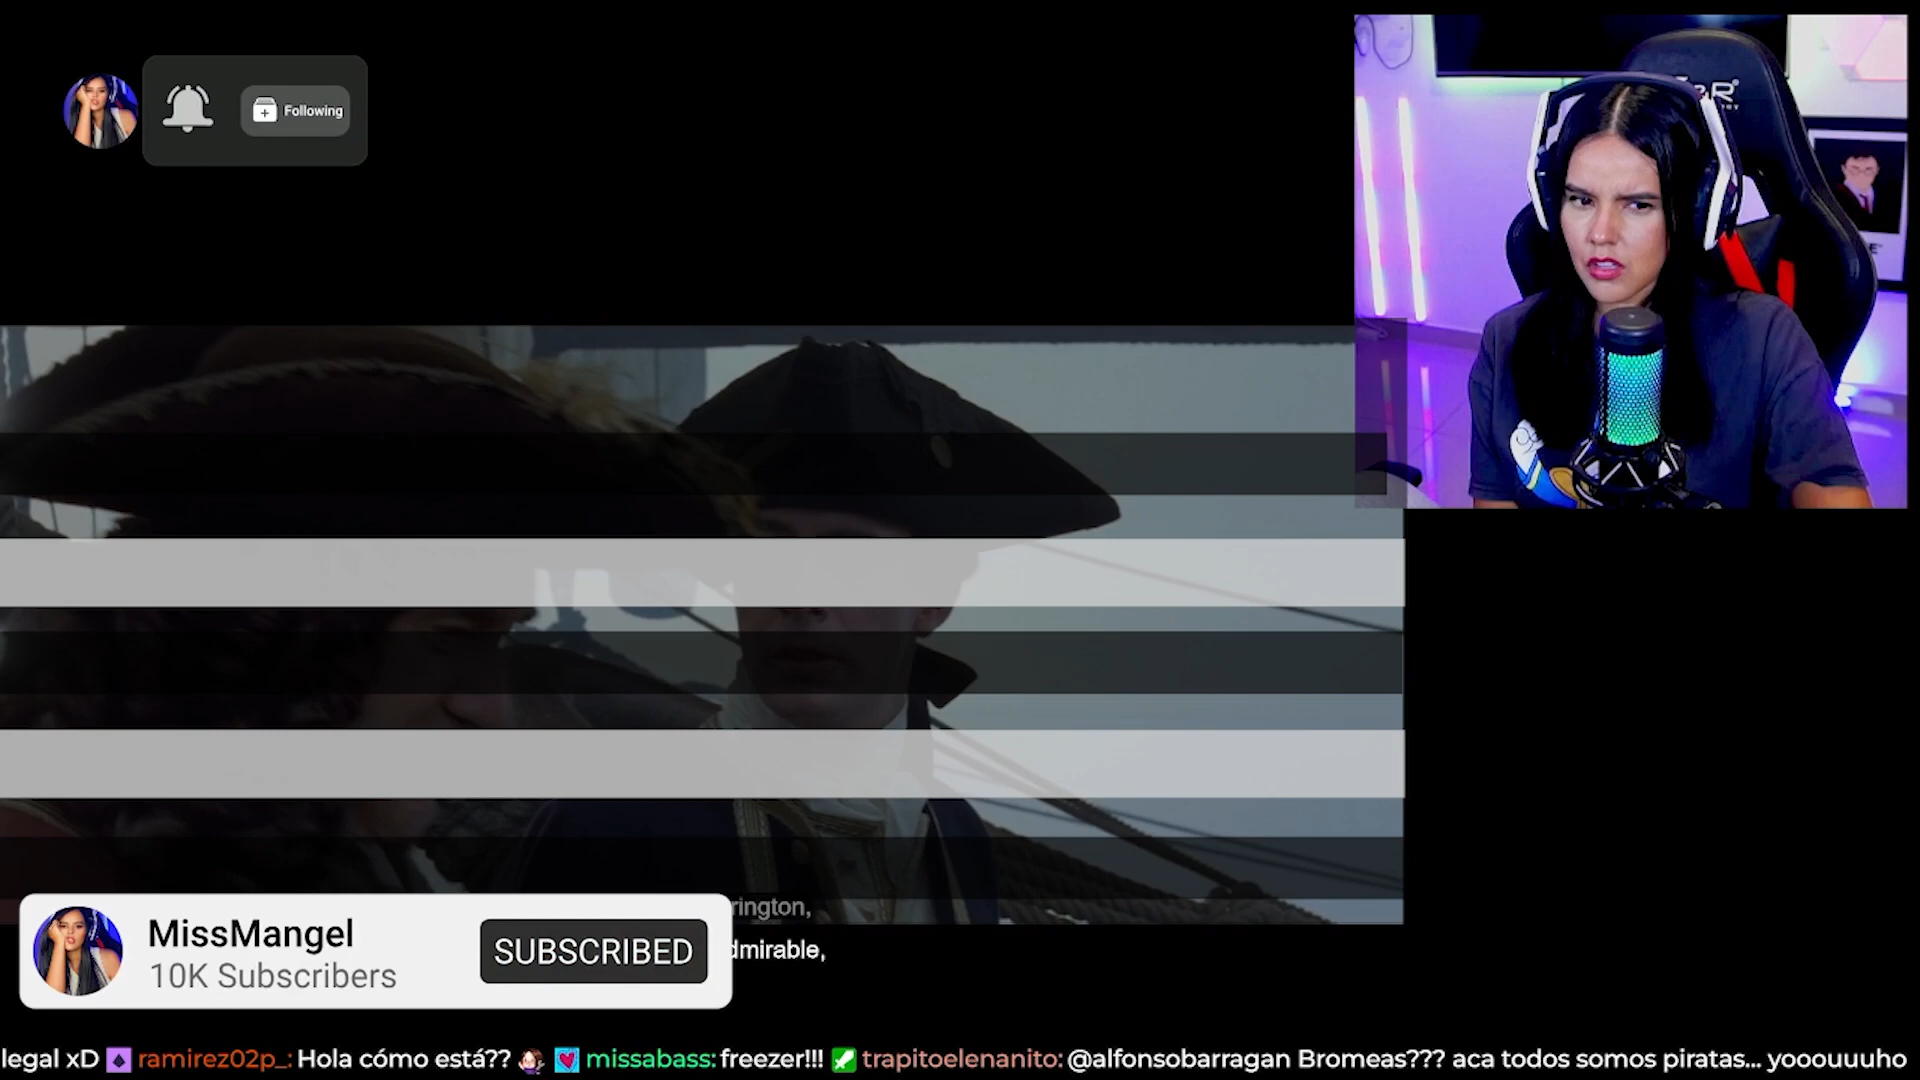 Following
rington,
dmirable,
MissMangel
10K Subscribers
SUBSCRIBED
legal xD ramirez02p_: Hola cómo está?? missabass: freezer!!! trapitoelenanito: @alfonsobarragan Bromeas??? aca todos somos piratas... yooouuuho